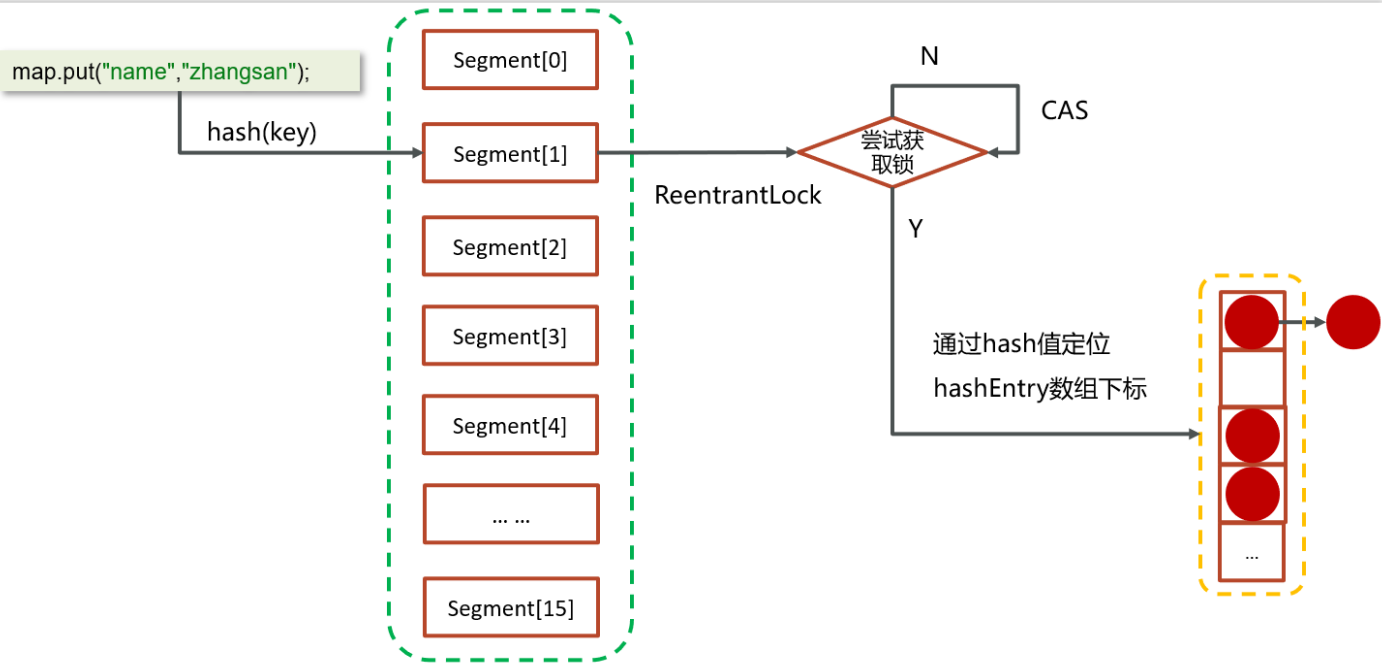 map.put("name","zhangsan");
hash(key)
Segment[0]
Segment[1]
Segment[2]
Segment[3]
Segment[4]
... ...
Segment[15]
ReentrantLock
N
CAS
尝试获
取锁
Y
通过hash值定位
hashEntry数组下标
...